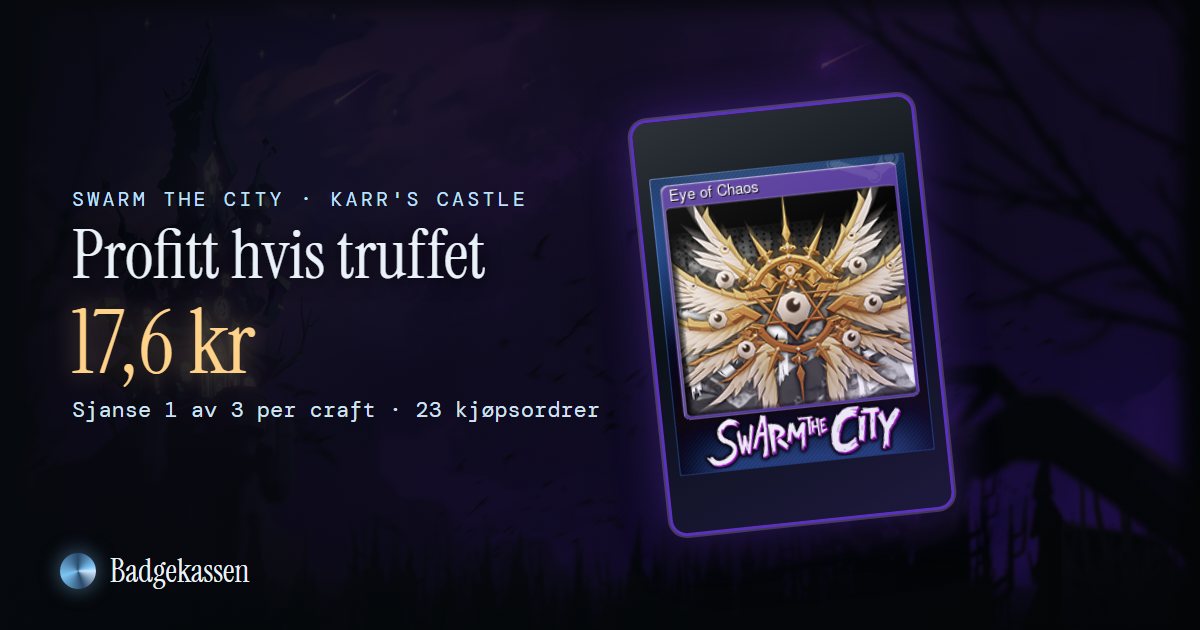 SWARM THE CITY · KARR'S CASTLE
Profitt hvis truffet
17,6 kr
Sjanse 1 av 3 per craft · 23 kjøpsordrer
Eye of Chaos
SWARM THE CITY
Badgekassen